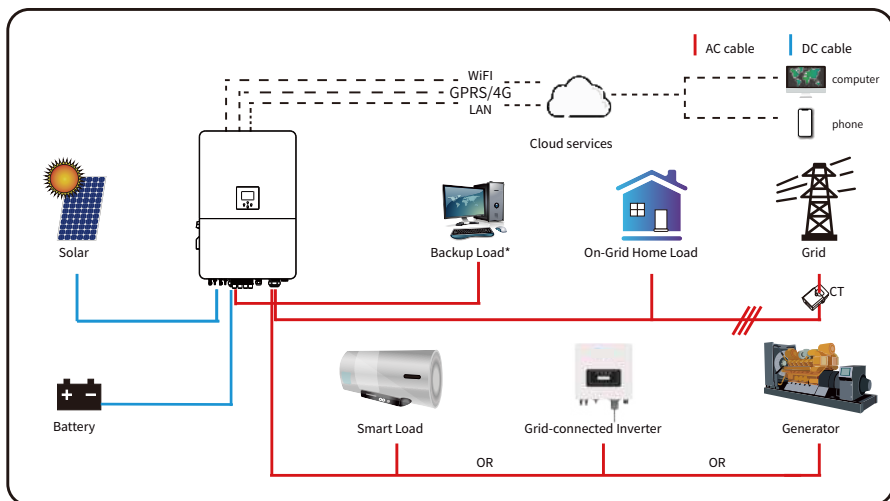 AC cable
DC cable
WiFI
GPRS/4G
LAN
Cloud services
computer
phone
Solar
Backup Load*
On-Grid Home Load
Grid
CT
Battery
Smart Load
Grid-connected Inverter
Generator
OR
OR